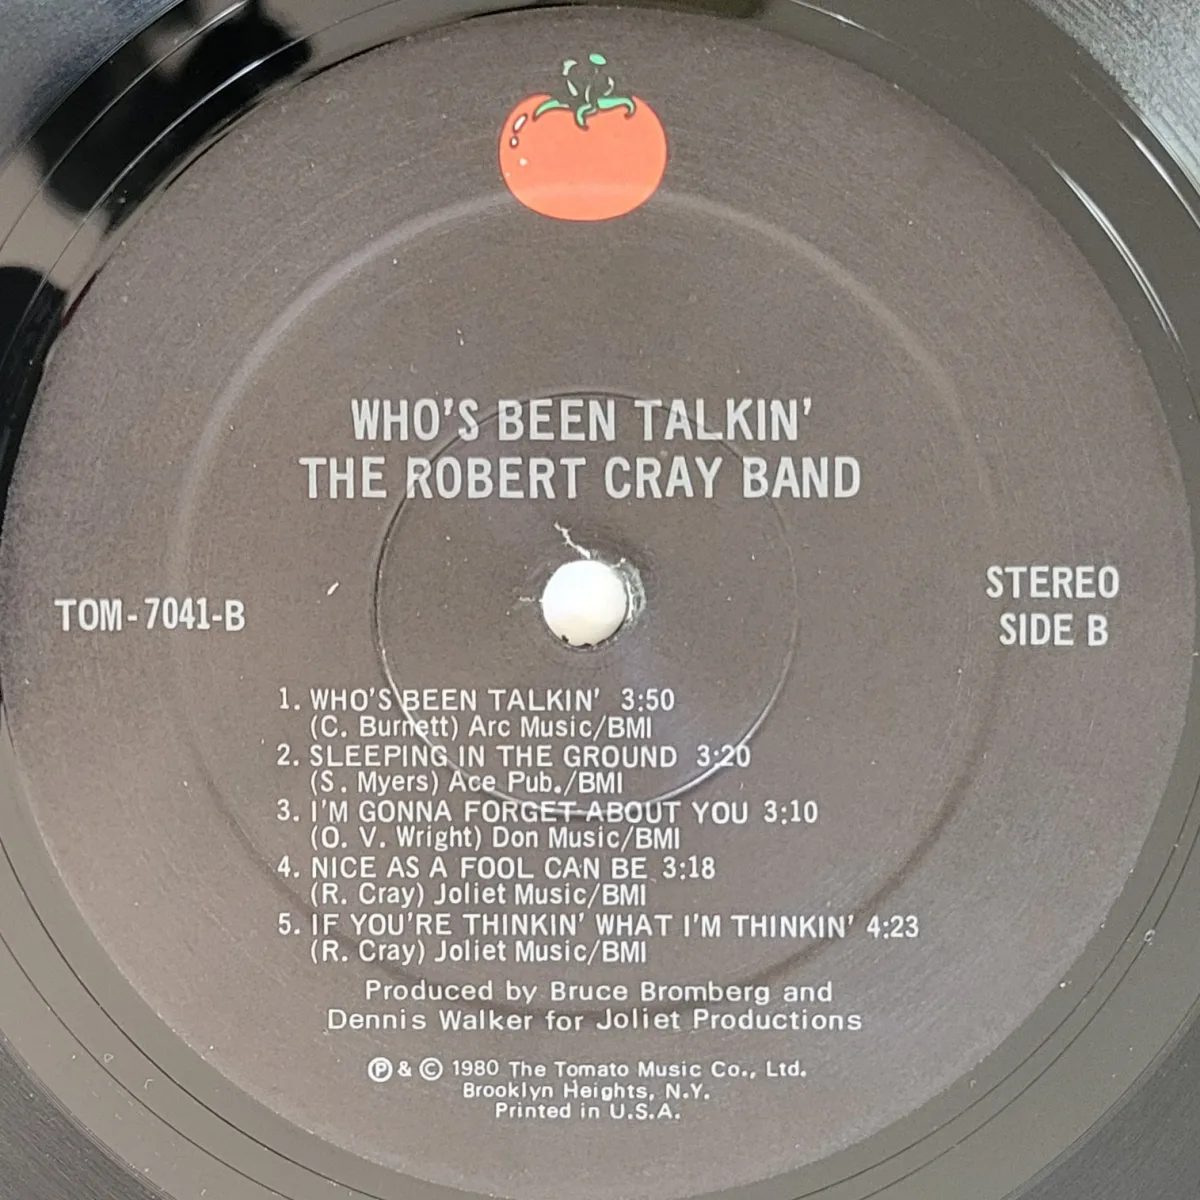 WHO'S BEEN TALKIN'
THE ROBERT CRAY BAND
TOM-7041-B
STEREO
SIDE B
1. WHO'S BEEN TALKIN' 3:50
(C. Burnett) Arc Music/BMI
2. SLEEPING IN THE GROUND 3:20
(S. Myers) Ace Pub./BMI
3. I'M GONNA FORGET ABOUT YOU 3:10
(O. V. Wright) Don Music/BMI
4. NICE AS A FOOL CAN BE 3:18
(R. Cray) Joliet Music/BMI
5. IF YOU'RE THINKIN' WHAT I'M THINKIN' 4:23
(R. Cray) Joliet Music/BMI
Produced by Bruce Bromberg and
Dennis Walker for Joliet Productions
℗ & © 1980 The Tomato Music Co., Ltd.
Brooklyn Heights, N.Y.
Printed in U.S.A.